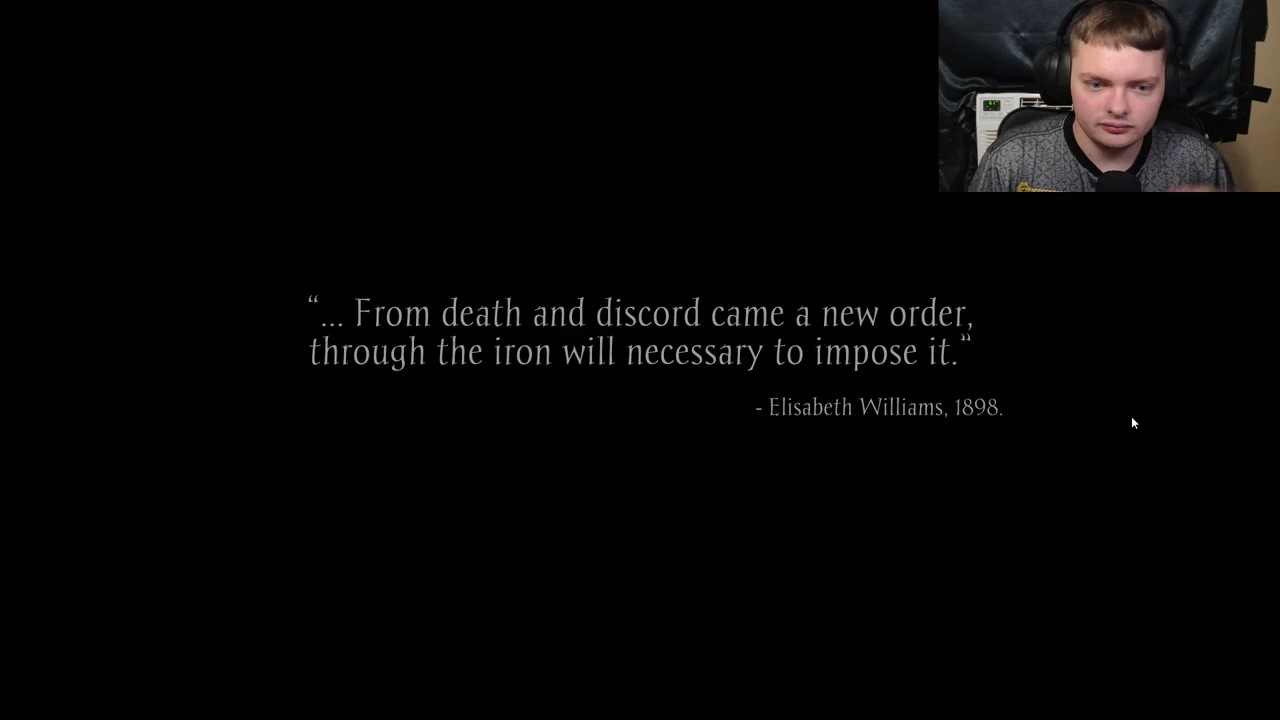 “... From death and discord came a new order,
through the iron will necessary to impose it.”
- Elisabeth Williams, 1898.